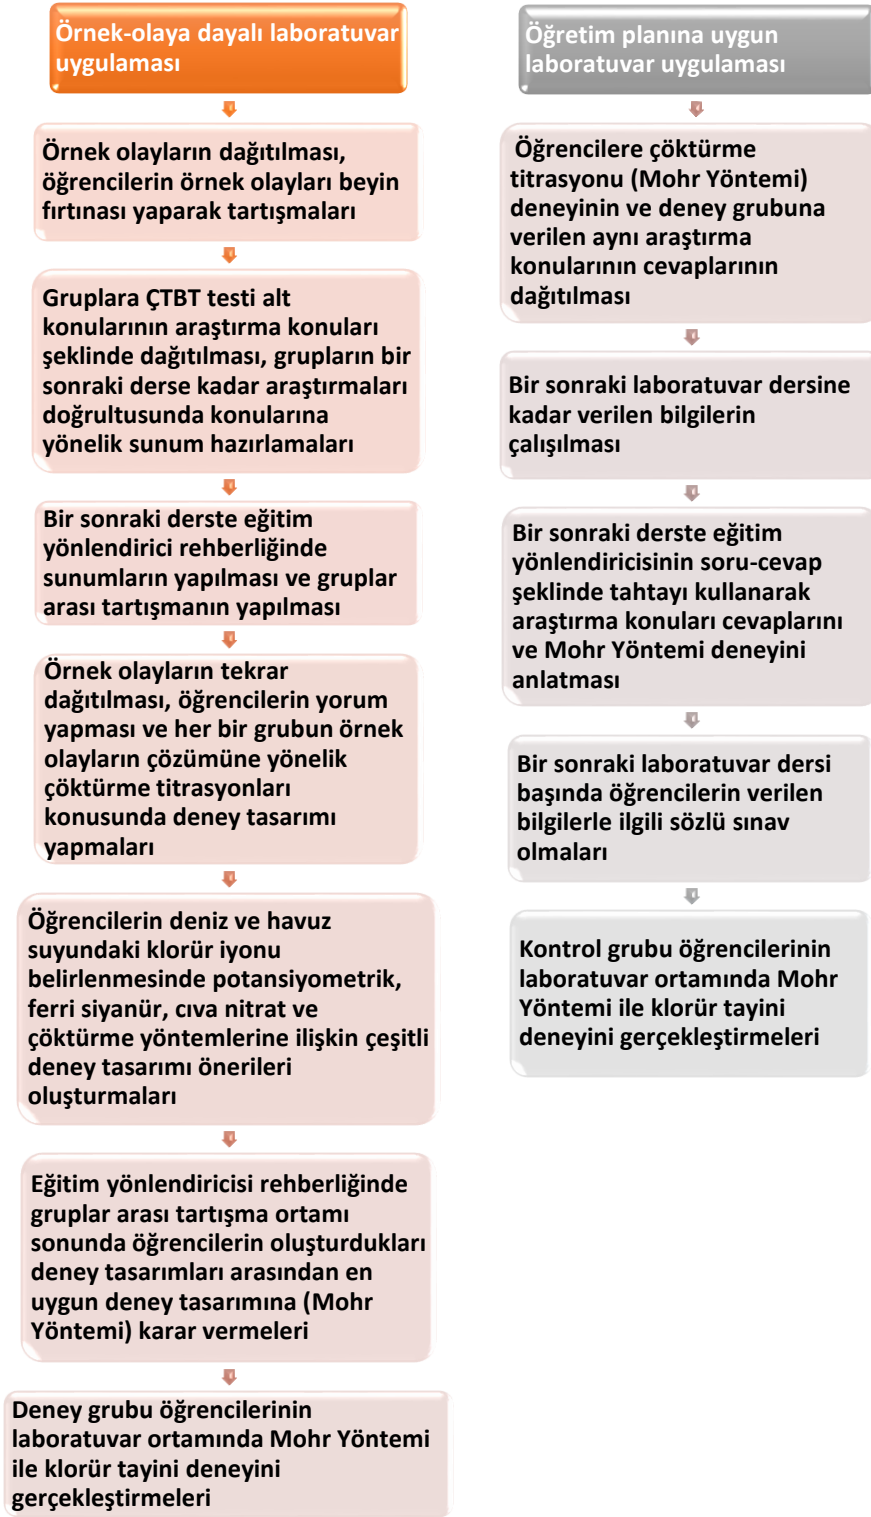 Örnek-olaya dayalı laboratuvar
uygulaması
Örnek olayların dağıtılması,
öğrencilerin örnek olayları beyin
fırtınası yaparak tartışmaları
Gruplara ÇTBT testi alt
konularının araştırma konuları
şeklinde dağıtılması, grupların bir
sonraki derse kadar araştırmaları
doğrultusunda konularına
yönelik sunum hazırlamaları
Bir sonraki derste eğitim
yönlendirici rehberliğinde
sunumların yapılması ve gruplar
arası tartışmanın yapılması
Örnek olayların tekrar
dağıtılması, öğrencilerin yorum
yapması ve her bir grubun örnek
olayların çözümüne yönelik
çöktürme titrasyonları
konusunda deney tasarımı
yapmaları
Öğrencilerin deniz ve havuz
suyundaki klorür iyonu
belirlenmesinde potansiyometrik,
ferri siyanür, cıva nitrat ve
çöktürme yöntemlerine ilişkin çeşitli
deney tasarımı önerileri
oluşturmaları
Eğitim yönlendiricisi rehberliğinde
gruplar arası tartışma ortamı
sonunda öğrencilerin oluşturdukları
deney tasarımları arasından en
uygun deney tasarımına (Mohr
Yöntemi) karar vermeleri
Deney grubu öğrencilerinin
laboratuvar ortamında Mohr Yöntemi
ile klorür tayini deneyini
gerçekleştirmeleri
Öğretim planına uygun
laboratuvar uygulaması
Öğrencilere çöktürme
titrasyonu (Mohr Yöntemi)
deneyinin ve deney grubuna
verilen aynı araştırma
konularının cevaplarının
dağıtılması
Bir sonraki laboratuvar dersine
kadar verilen bilgilerin
çalışılması
Bir sonraki derste eğitim
yönlendiricisinin soru-cevap
şeklinde tahtayı kullanarak
araştırma konuları cevaplarını
ve Mohr Yöntemi deneyini
anlatması
Bir sonraki laboratuvar dersi
başında öğrencilerin verilen
bilgilerle ilgili sözlü sınav
olmaları
Kontrol grubu öğrencilerinin
laboratuvar ortamında Mohr
Yöntemi ile klorür tayini
deneyini gerçekleştirmeleri